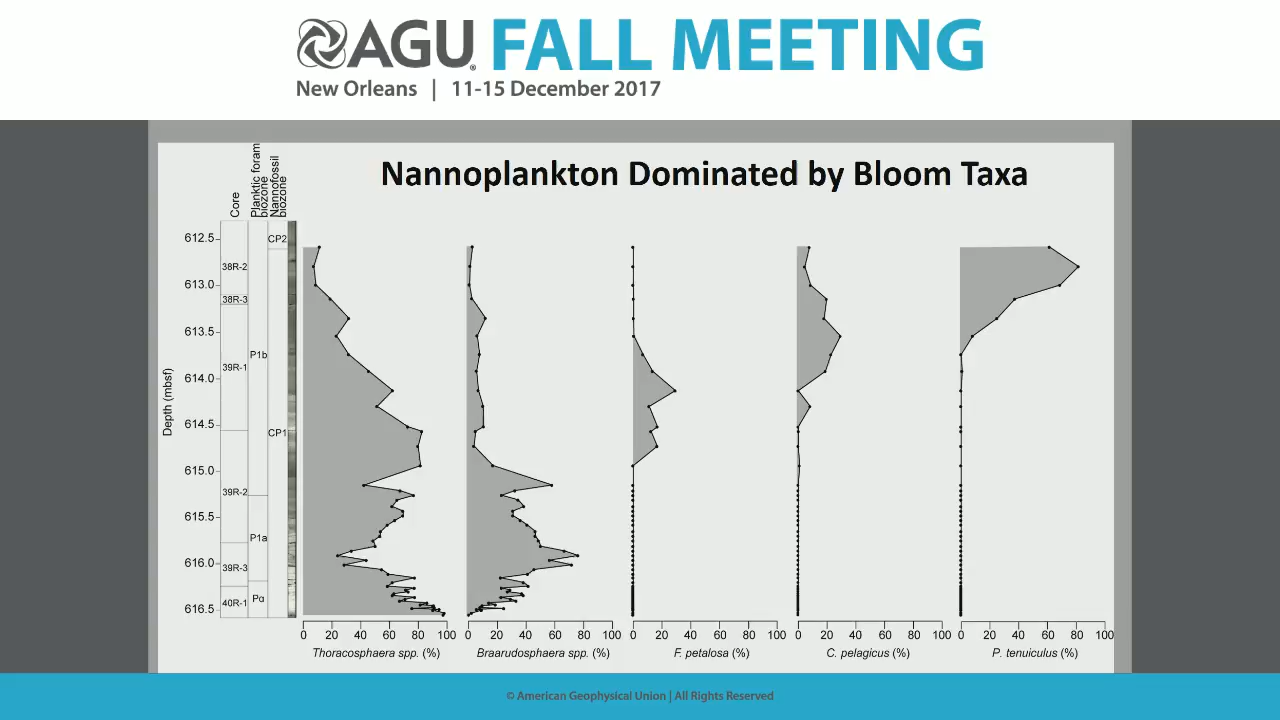 AGU FALL MEETING
New Orleans | 11-15 December 2017
Nannoplankton Dominated by Bloom Taxa
Core
Planktic foram
biozone
Nannofossil
biozone
Depth (mbsf)
612.5
613.0
613.5
614.0
614.5
615.0
615.5
616.0
616.5
38R-2
38R-3
39R-1
39R-2
39R-3
40R-1
P1b
P1a
Pα
CP2
CP1
0 20 40 60 80 100
0 20 40 60 80 100
0 20 40 60 80 100
0 20 40 60 80 100
0 20 40 60 80 100
Thoracosphaera spp. (%)
Braarudosphaera spp. (%)
F. petalosa (%)
C. pelagicus (%)
P. tenuiculus (%)
© American Geophysical Union | All Rights Reserved